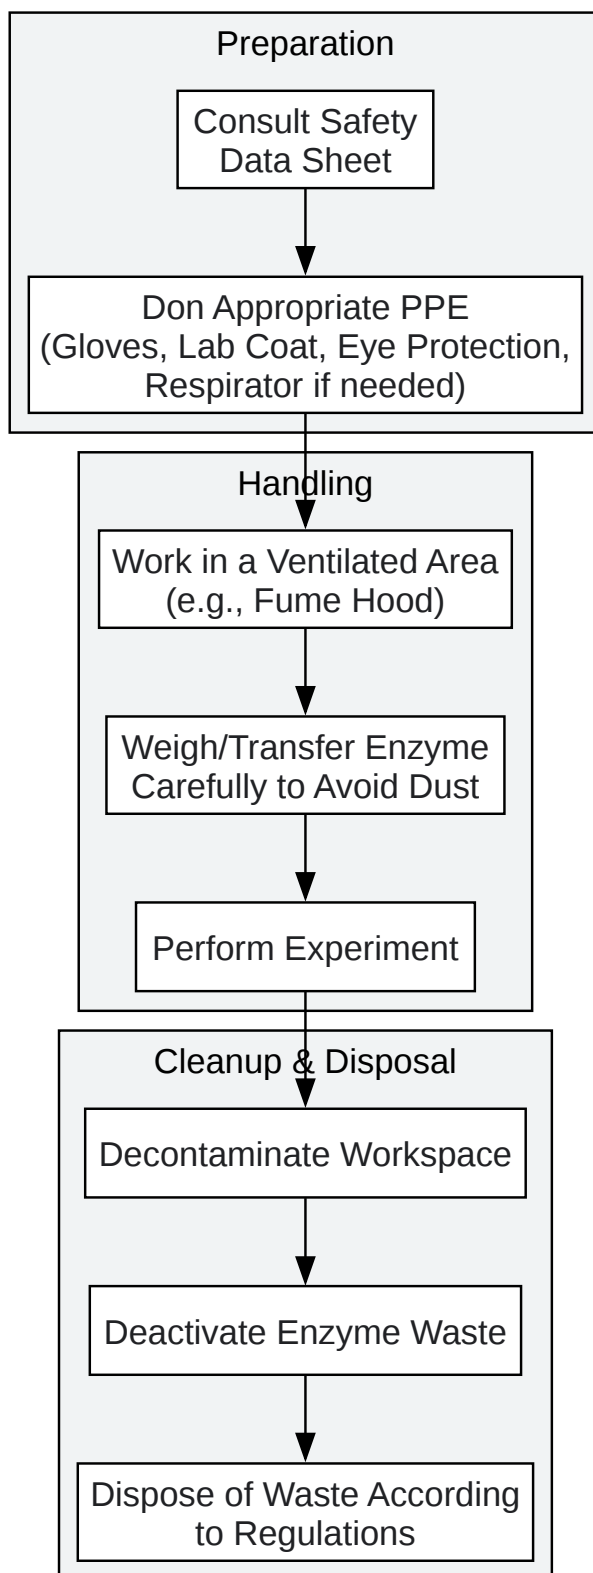 Preparation
Consult Safety
Data Sheet
Don Appropriate PPE
(Gloves, Lab Coat, Eye Protection,
Respirator if needed)
Handling
Work in a Ventilated Area
(e.g., Fume Hood)
Weigh/Transfer Enzyme
Carefully to Avoid Dust
Perform Experiment
Cleanup & Disposal
Decontaminate Workspace
Deactivate Enzyme Waste
Dispose of Waste According
to Regulations